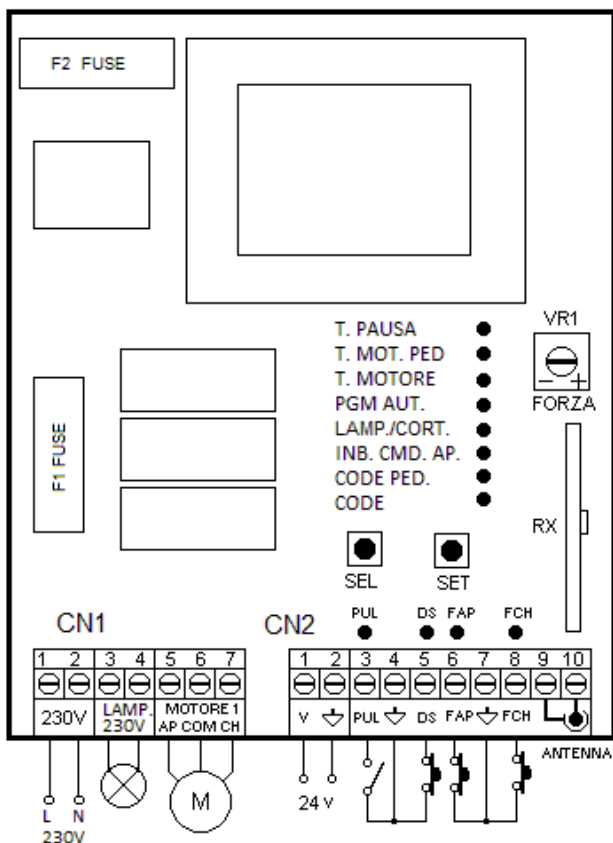 F2 FUSE
T. PAUSA
T. MOT. PED
T. MOTORE
PGM AUT.
LAMP./CORT.
INB. CMD. AP.
CODE PED.
CODE
VR1
- +
FORZA
F1 FUSE
RX
SEL
SET
PUL DS FAP FCH
CN1
CN2
1 2 3 4 5 6 7
1 2 3 4 5 6 7 8 9 10
230V
LAMP.
230V
MOTORE 1
AP COM CH
V PUL DS FAP FCH
ANTENNA
M
24 V
L N
230V